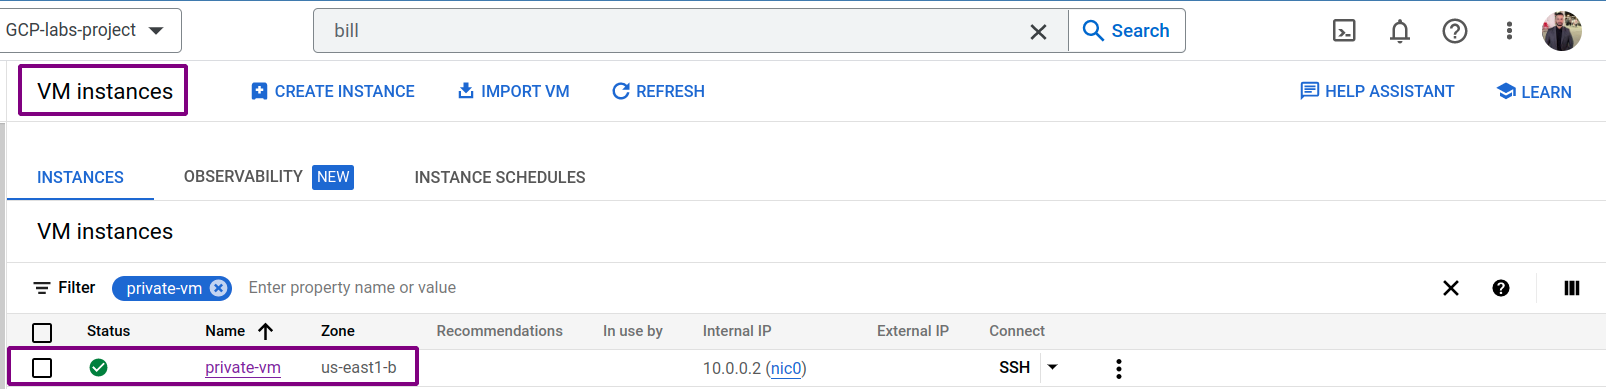 GCP-labs-project bill Search
VM instances CREATE INSTANCE IMPORT VM REFRESH HELP ASSISTANT LEARN
INSTANCES OBSERVABILITY NEW INSTANCE SCHEDULES
VM instances
Filter private-vm Enter property name or value
Status Name Zone Recommendations In use by Internal IP External IP Connect
private-vm us-east1-b 10.0.0.2 (nic0) SSH